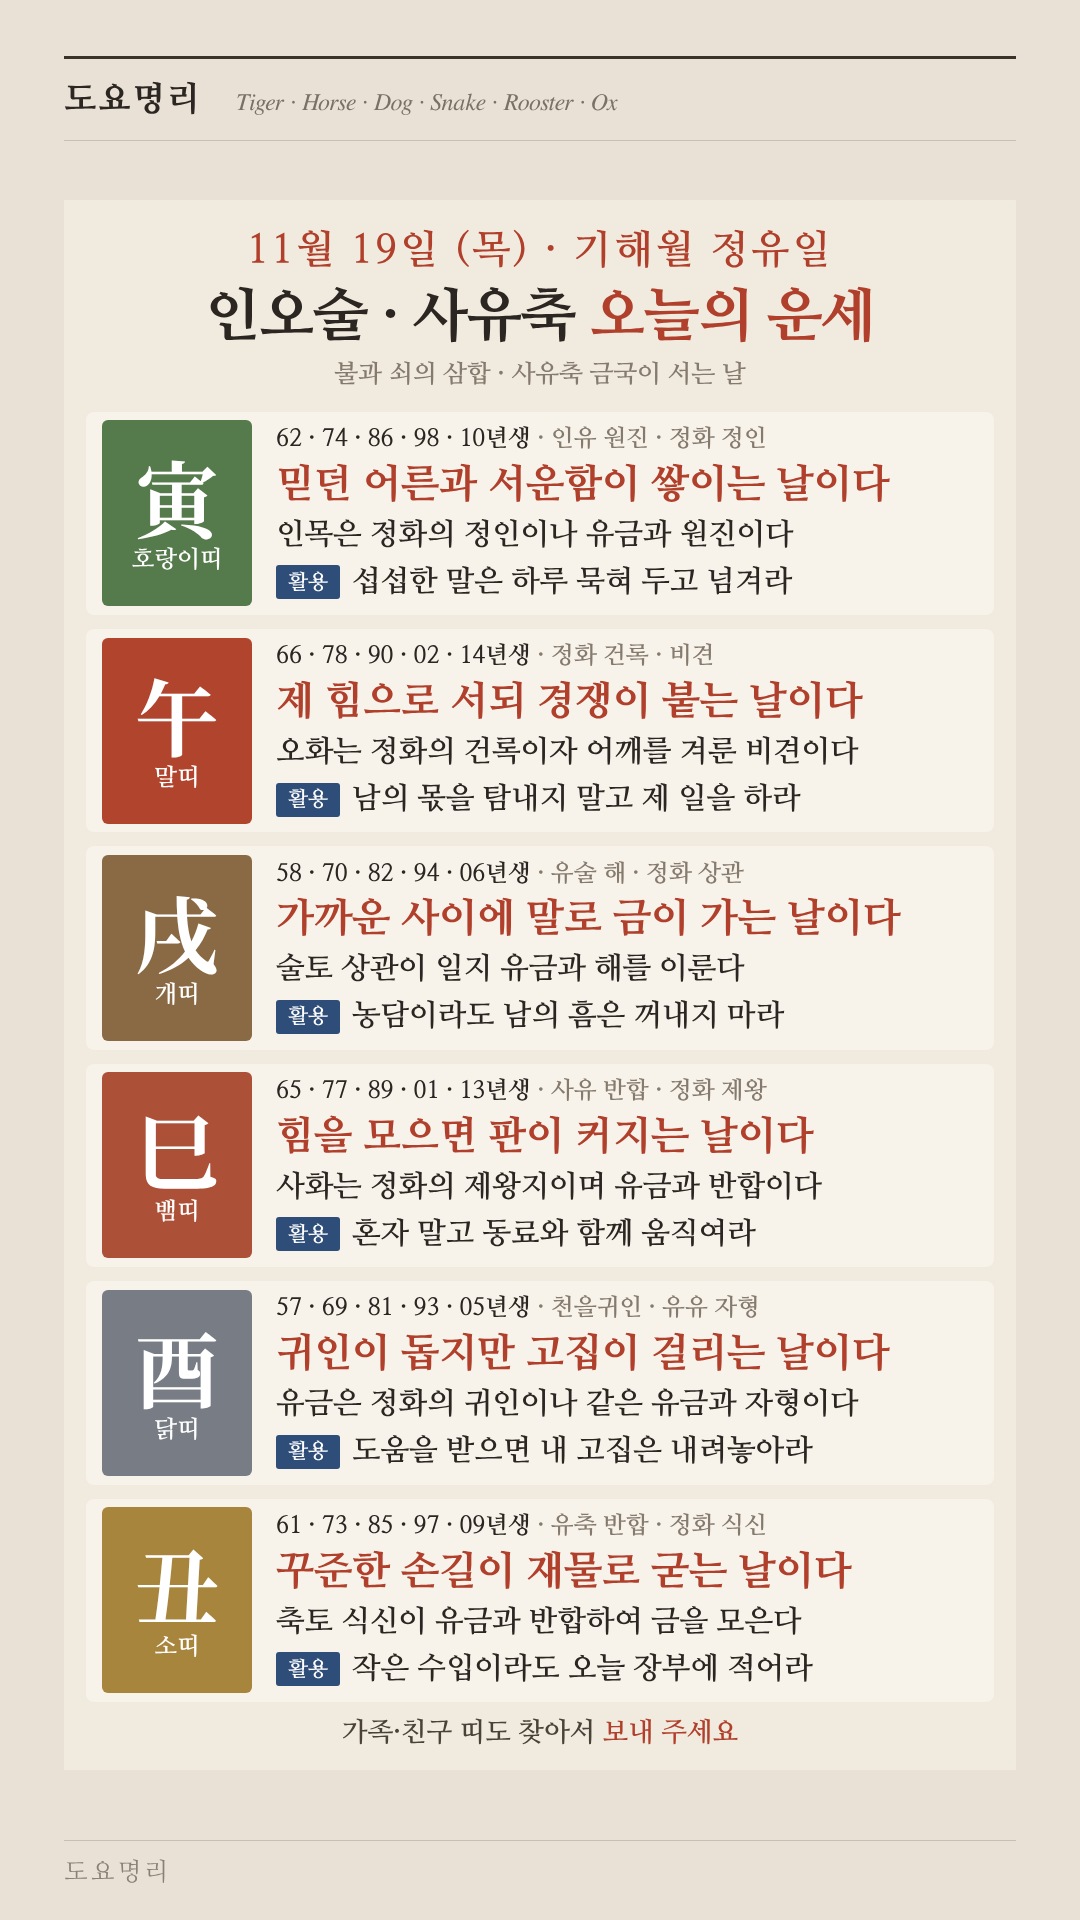 도요명리 Tiger · Horse · Dog · Snake · Rooster · Ox
11월 19일 (목) · 기해월 정유일
인오술 · 사유축 오늘의 운세
불과 쇠의 삼합 · 사유축 금국이 서는 날
寅
호랑이띠
62 · 74 · 86 · 98 · 10년생 · 인유 원진 · 정화 정인
믿던 어른과 서운함이 쌓이는 날이다
인목은 정화의 정인이나 유금과 원진이다
활용 섭섭한 말은 하루 묵혀 두고 넘겨라
午
말띠
66 · 78 · 90 · 02 · 14년생 · 정화 건록 · 비견
제 힘으로 서되 경쟁이 붙는 날이다
오화는 정화의 건록이자 어깨를 겨룬 비견이다
활용 남의 몫을 탐내지 말고 제 일을 하라
戌
개띠
58 · 70 · 82 · 94 · 06년생 · 유술 해 · 정화 상관
가까운 사이에 말로 금이 가는 날이다
술토 상관이 일지 유금과 해를 이룬다
활용 농담이라도 남의 흠은 꺼내지 마라
巳
뱀띠
65 · 77 · 89 · 01 · 13년생 · 사유 반합 · 정화 제왕
힘을 모으면 판이 커지는 날이다
사화는 정화의 제왕지이며 유금과 반합이다
활용 혼자 말고 동료와 함께 움직여라
酉
닭띠
57 · 69 · 81 · 93 · 05년생 · 천을귀인 · 유유 자형
귀인이 돕지만 고집이 걸리는 날이다
유금은 정화의 귀인이나 같은 유금과 자형이다
활용 도움을 받으면 내 고집은 내려놓아라
丑
소띠
61 · 73 · 85 · 97 · 09년생 · 유축 반합 · 정화 식신
꾸준한 손길이 재물로 굳는 날이다
축토 식신이 유금과 반합하여 금을 모은다
활용 작은 수입이라도 오늘 장부에 적어라
가족·친구 띠도 찾아서 보내 주세요
도요명리